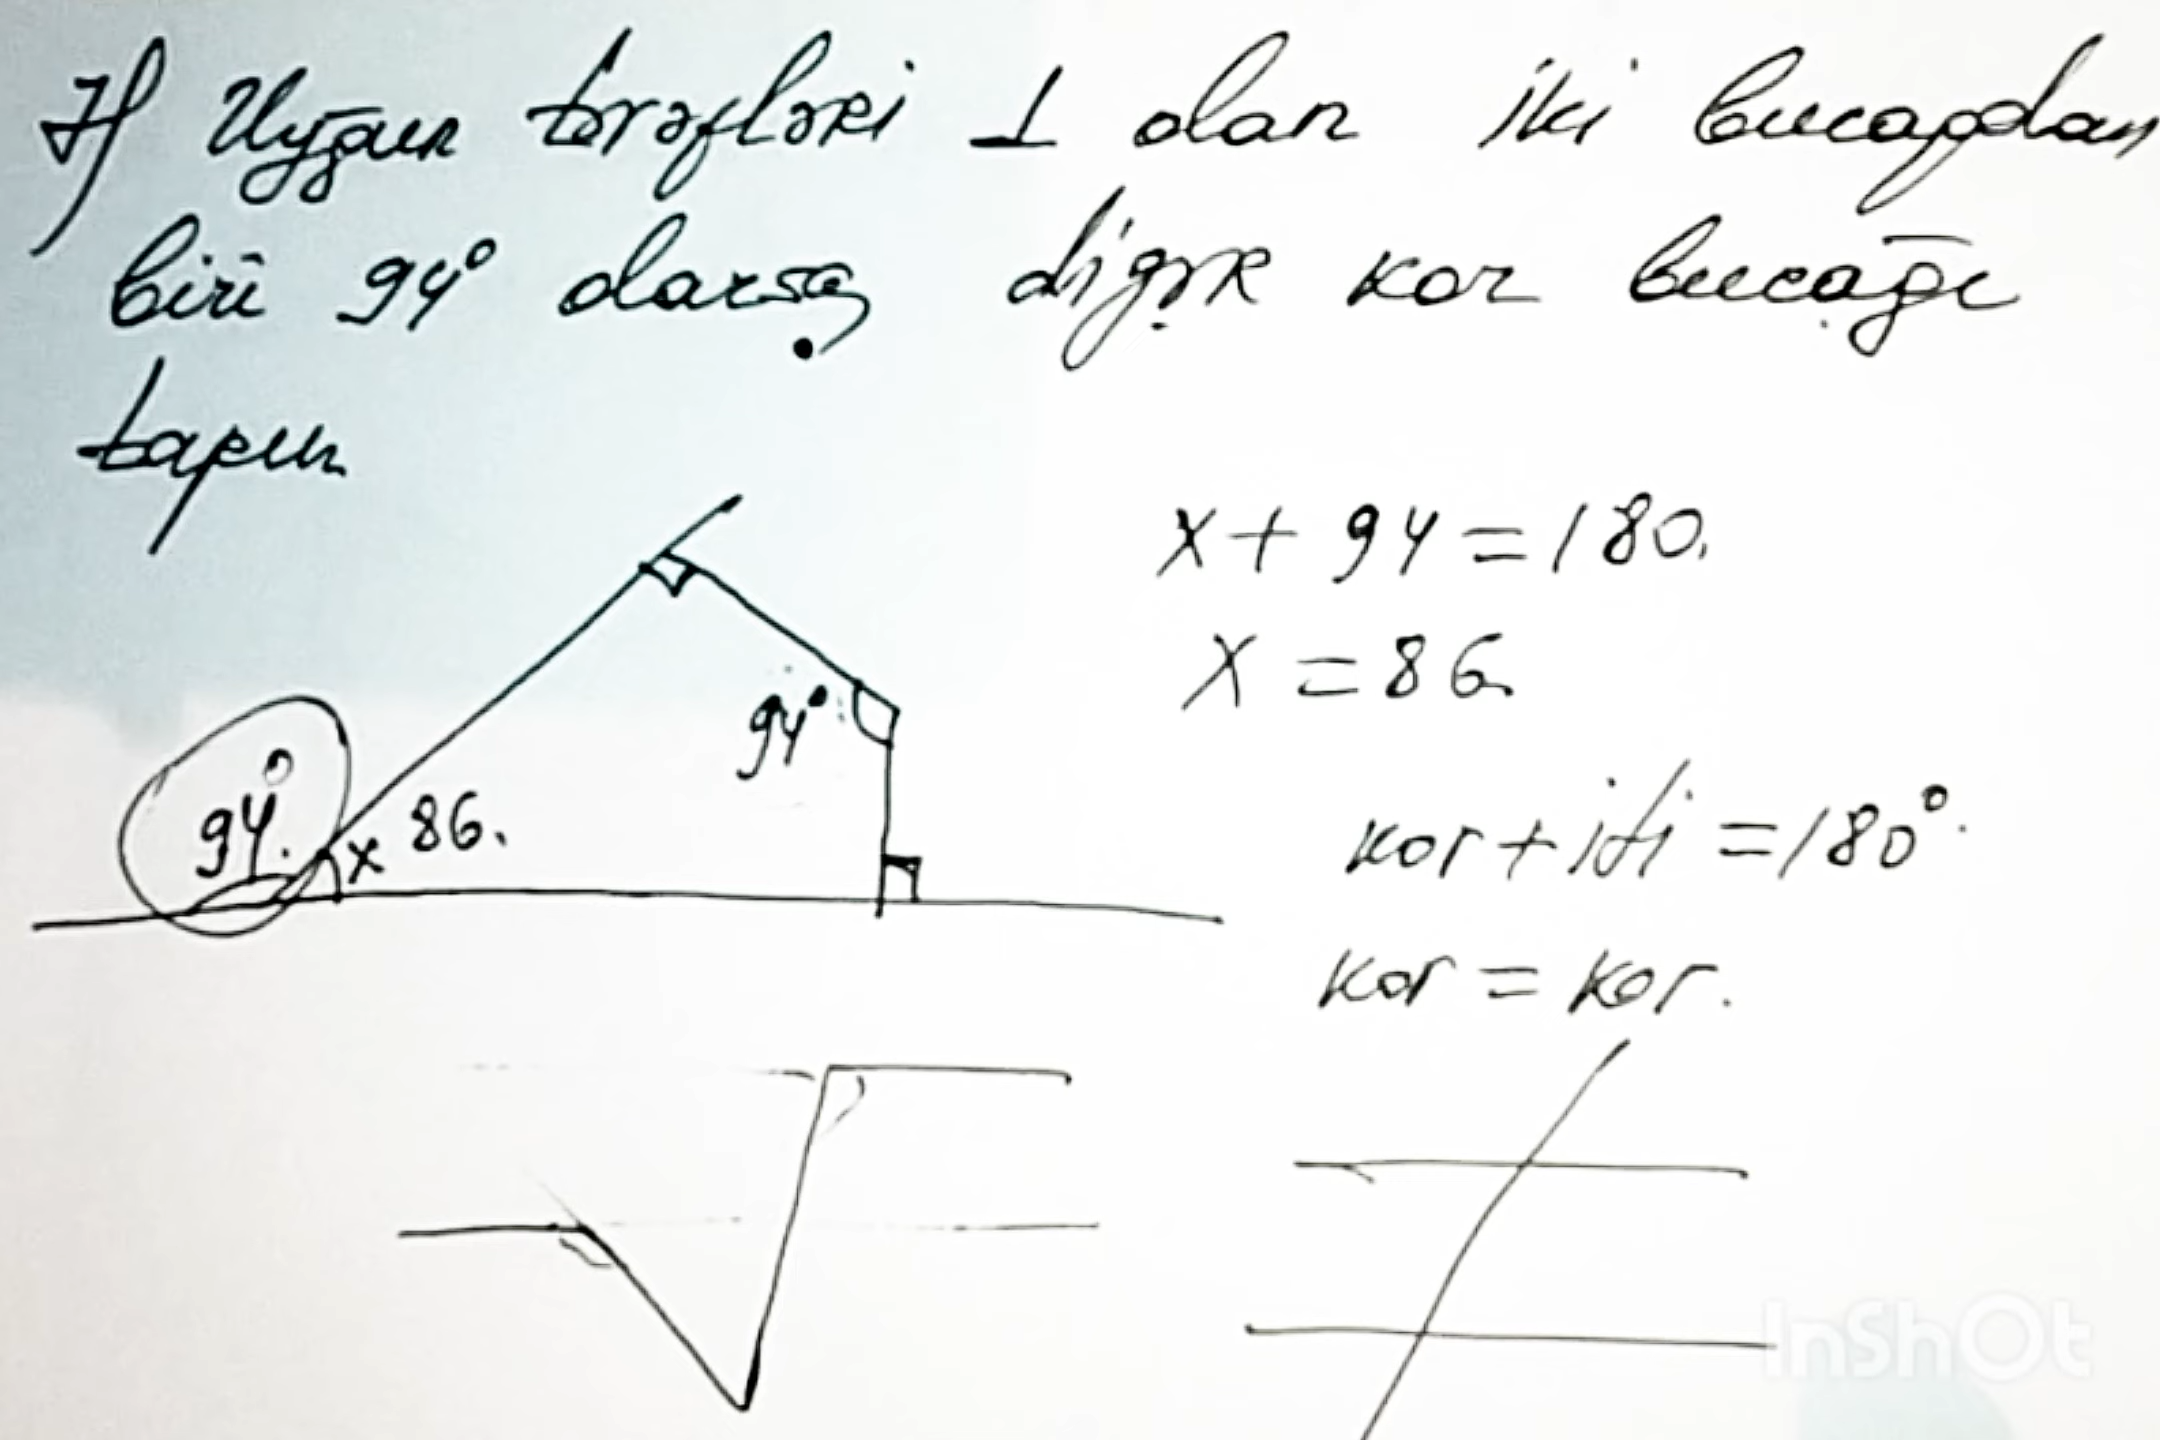 H Uyğun tərəfləri ⊥ olan iki bucaqdan
biri 94° olarsa, digər kor bucağı
tapın
x + 94 = 180.
x = 86
94°
94°
x 86.
kor + iti = 180°.
kor = kor.
InShOt